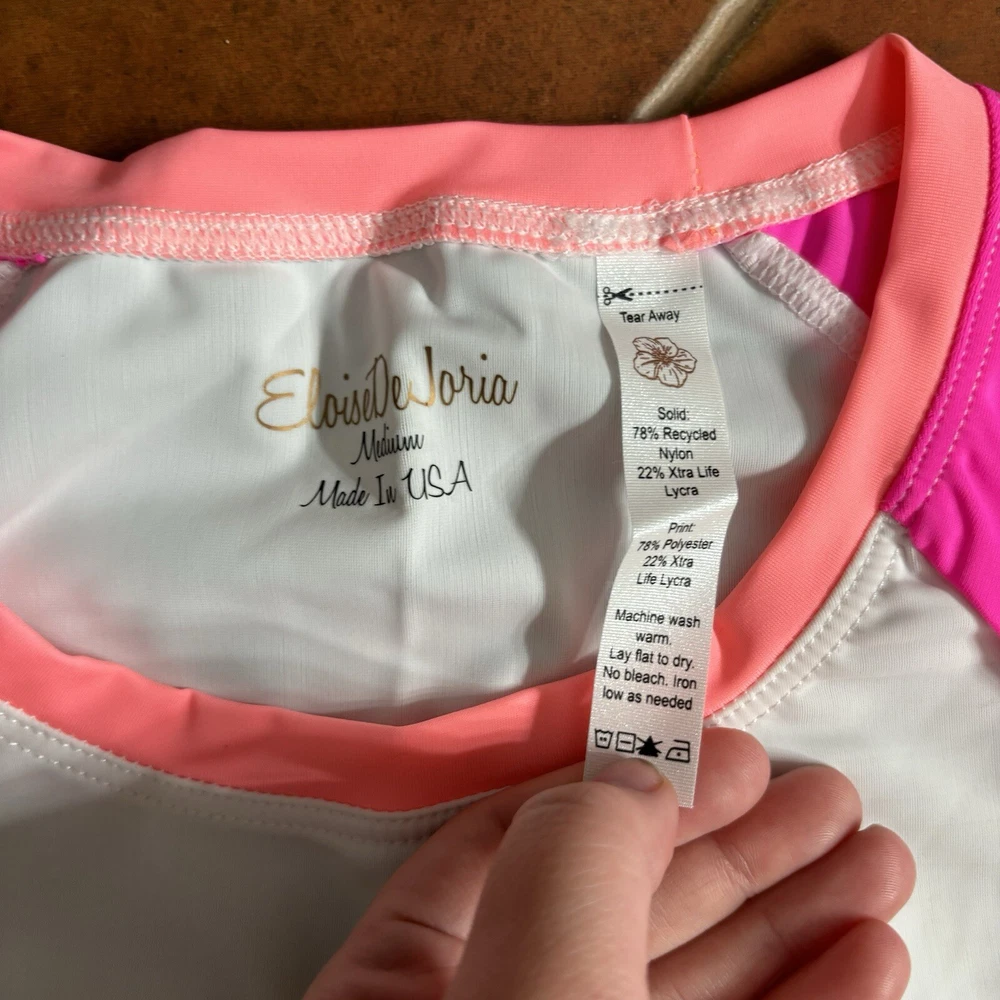 EloiseDeJoria
Medium
Made In USA
Tear Away
Solid:
78% Recycled
Nylon
22% Xtra Life
Lycra
Print:
78% Polyester
22% Xtra
Life Lycra
Machine wash
warm.
Lay flat to dry.
No bleach. Iron
low as needed